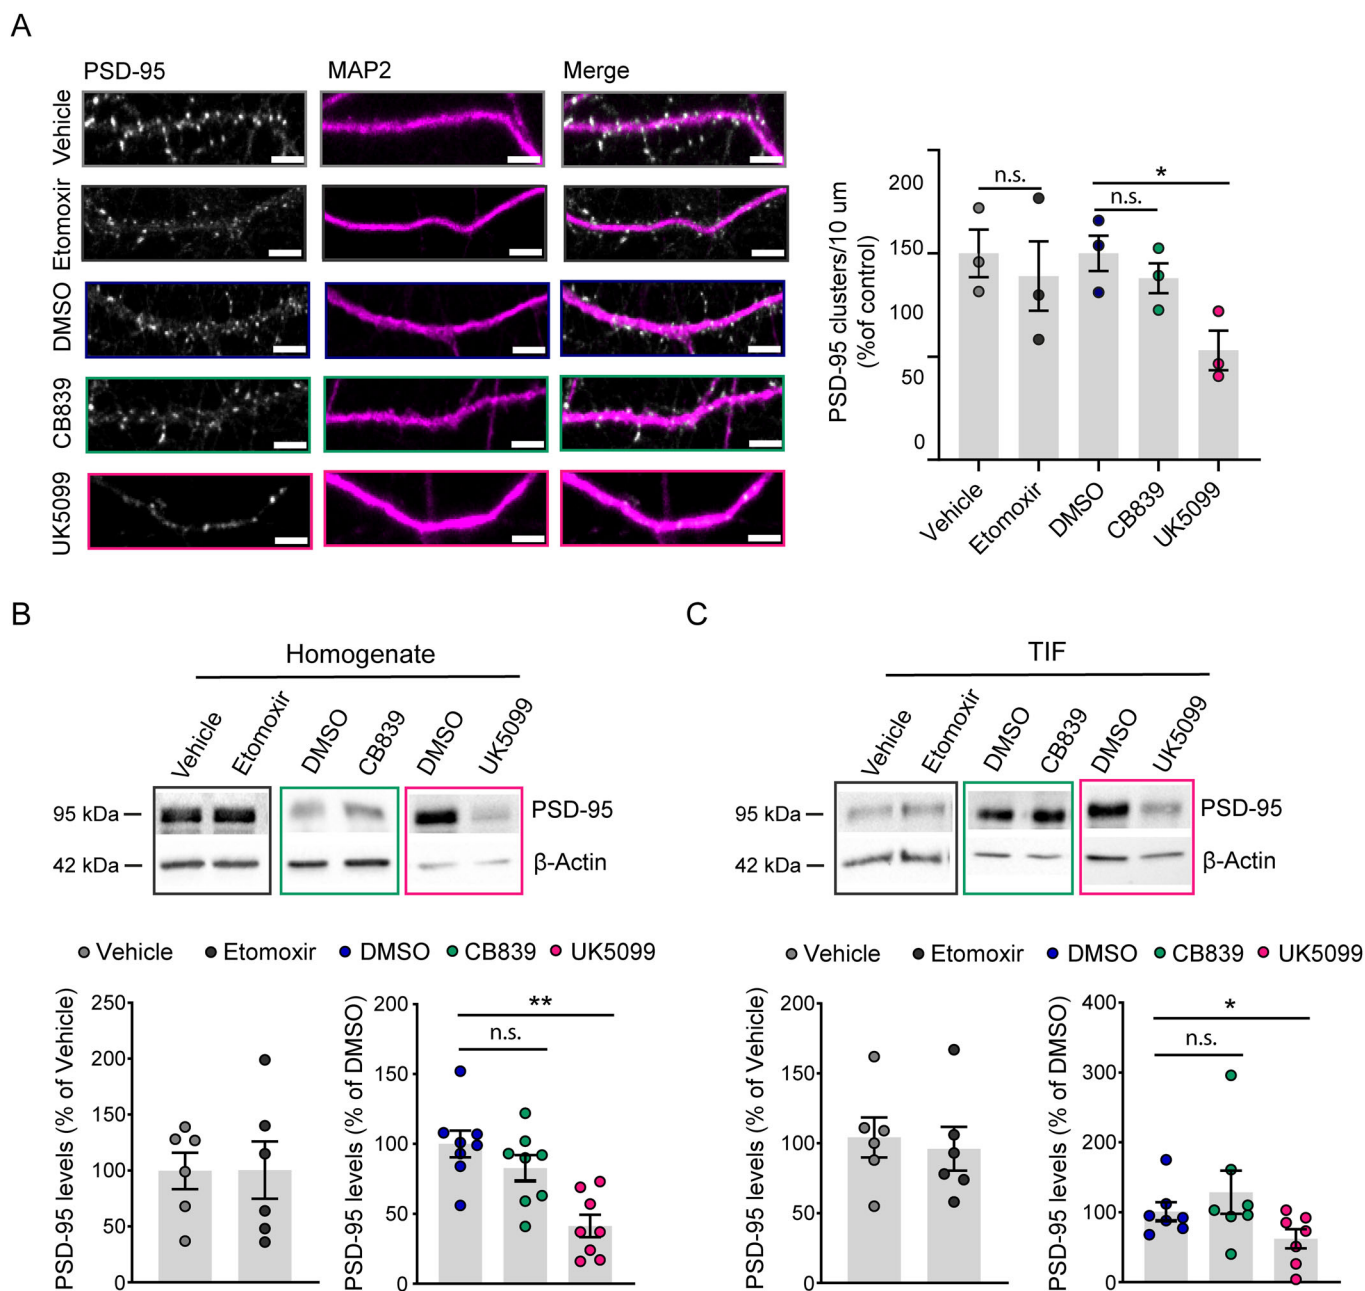 A
PSD-95
MAP2
Merge
Vehicle
Etomoxir
DMSO
CB839
UK5099
PSD-95 clusters/10 um
(%of control)
200
150
100
50
0
n.s.
n.s.
*
Vehicle
Etomoxir
DMSO
CB839
UK5099
B
Homogenate
Vehicle
Etomoxir
DMSO
CB839
DMSO
UK5099
95 kDa
PSD-95
42 kDa
β-Actin
Vehicle
Etomoxir
DMSO
CB839
UK5099
PSD-95 levels (% of Vehicle)
250
200
150
100
50
0
PSD-95 levels (% of DMSO)
200
150
100
50
0
**
n.s.
C
TIF
Vehicle
Etomoxir
DMSO
CB839
DMSO
UK5099
95 kDa
PSD-95
42 kDa
β-Actin
Vehicle
Etomoxir
DMSO
CB839
UK5099
PSD-95 levels (% of Vehicle)
200
150
100
50
0
PSD-95 levels (% of DMSO)
400
300
200
100
0
*
n.s.